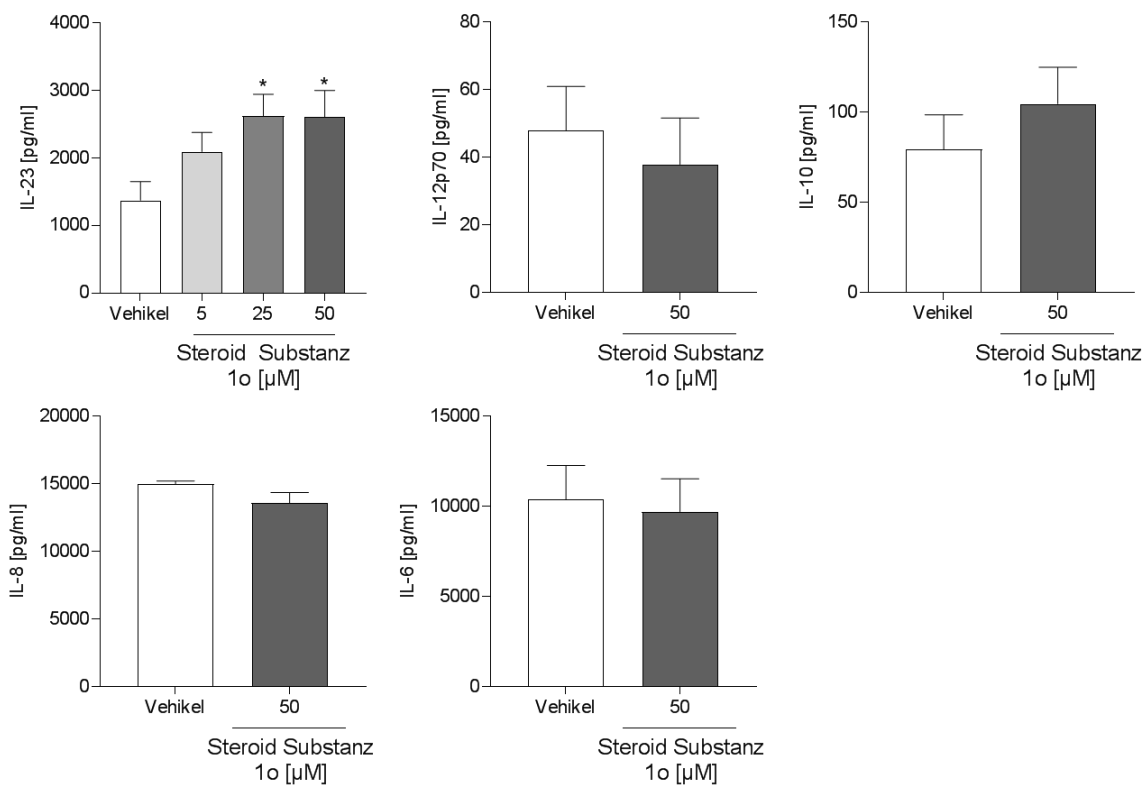 IL-23 [pg/ml]
4000
3000
2000
1000
0
*
*
Vehikel 5 25 50
Steroid Substanz
1o [µM]
IL-12p70 [pg/ml]
80
60
40
20
0
Vehikel 50
Steroid Substanz
1o [µM]
IL-10 [pg/ml]
150
100
50
0
Vehikel 50
Steroid Substanz
1o [µM]
IL-8 [pg/ml]
20000
15000
10000
5000
0
Vehikel 50
Steroid Substanz
1o [µM]
IL-6 [pg/ml]
15000
10000
5000
0
Vehikel 50
Steroid Substanz
1o [µM]